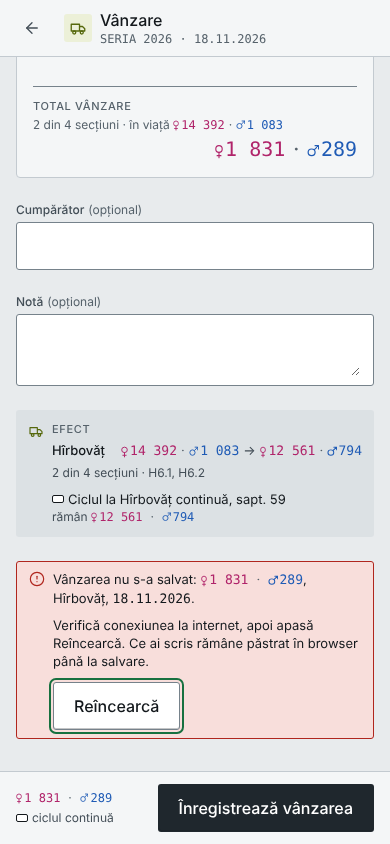 Vânzare
SERIA 2026 · 18.11.2026
TOTAL VÂNZARE
2 din 4 secțiuni · în viață ♀14 392 · ♂1 083
♀1 831 · ♂289
Cumpărător (opțional)
Notă (opțional)
EFECT
Hîrbovăț ♀14 392 · ♂1 083 → ♀12 561 · ♂794
2 din 4 secțiuni · H6.1, H6.2
Ciclul la Hîrbovăț continuă, sapt. 59
rămân ♀12 561 · ♂794
Vânzarea nu s-a salvat: ♀1 831 · ♂289,
Hîrbovăț, 18.11.2026.
Verifică conexiunea la internet, apoi apasă
Reîncearcă. Ce ai scris rămâne păstrat în browser
până la salvare.
Reîncearcă
♀1 831 · ♂289
ciclul continuă
Înregistrează vânzarea